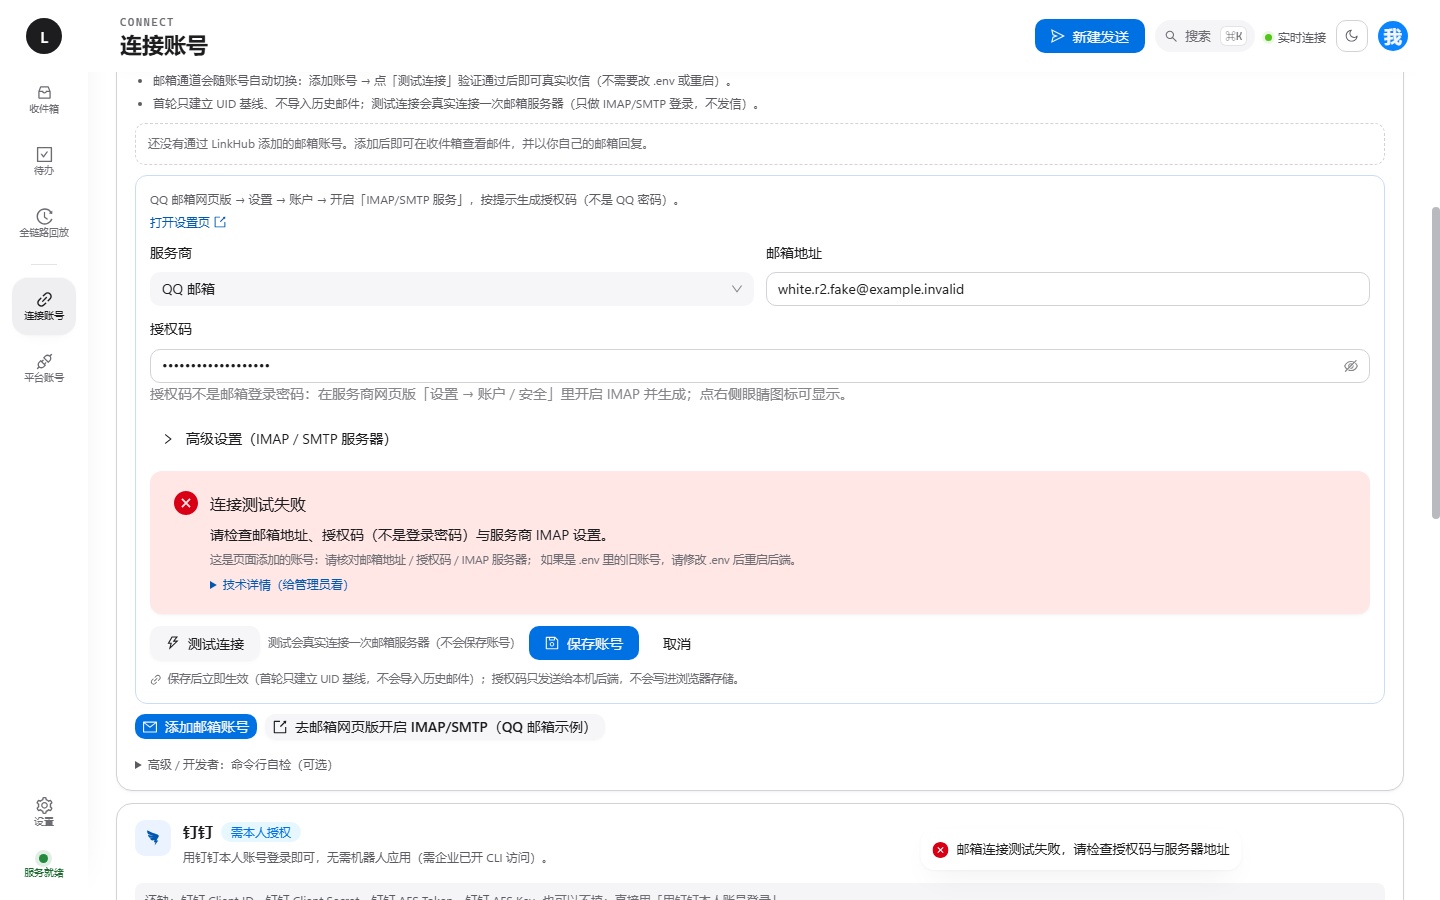 L
CONNECT
连接账号
新建发送
搜索
⌘K
实时连接
我
收件箱
待办
全链路回放
连接账号
平台账号
设置
服务就绪
邮箱通道会随账号自动切换：添加账号 → 点「测试连接」验证通过后即可真实收信（不需要改 .env 或重启）。
首轮只建立 UID 基线、不导入历史邮件；测试连接会真实连接一次邮箱服务器（只做 IMAP/SMTP 登录，不发信）。
还没有通过 LinkHub 添加的邮箱账号。添加后即可在收件箱查看邮件，并以你自己的邮箱回复。
QQ 邮箱网页版 → 设置 → 账户 → 开启「IMAP/SMTP 服务」，按提示生成授权码（不是 QQ 密码）。
打开设置页
服务商
邮箱地址
QQ 邮箱
white.r2.fake@example.invalid
授权码
•••••••••••••••••••
授权码不是邮箱登录密码：在服务商网页版「设置 → 账户 / 安全」里开启 IMAP 并生成；点右侧眼睛图标可显示。
高级设置（IMAP / SMTP 服务器）
连接测试失败
请检查邮箱地址、授权码（不是登录密码）与服务商 IMAP 设置。
这是页面添加的账号：请核对邮箱地址 / 授权码 / IMAP 服务器； 如果是 .env 里的旧账号，请修改 .env 后重启后端。
技术详情（给管理员看）
测试连接
测试会真实连接一次邮箱服务器（不会保存账号）
保存账号
取消
保存后立即生效（首轮只建立 UID 基线，不会导入历史邮件）；授权码只发送给本机后端，不会写进浏览器存储。
添加邮箱账号
去邮箱网页版开启 IMAP/SMTP（QQ 邮箱示例）
高级 / 开发者：命令行自检（可选）
钉钉
需本人授权
用钉钉本人账号登录即可，无需机器人应用（需企业已开 CLI 访问）。
邮箱连接测试失败，请检查授权码与服务器地址
还缺：钉钉 Client ID、钉钉 Client Secret、钉钉 AES Token、钉钉 AES Key